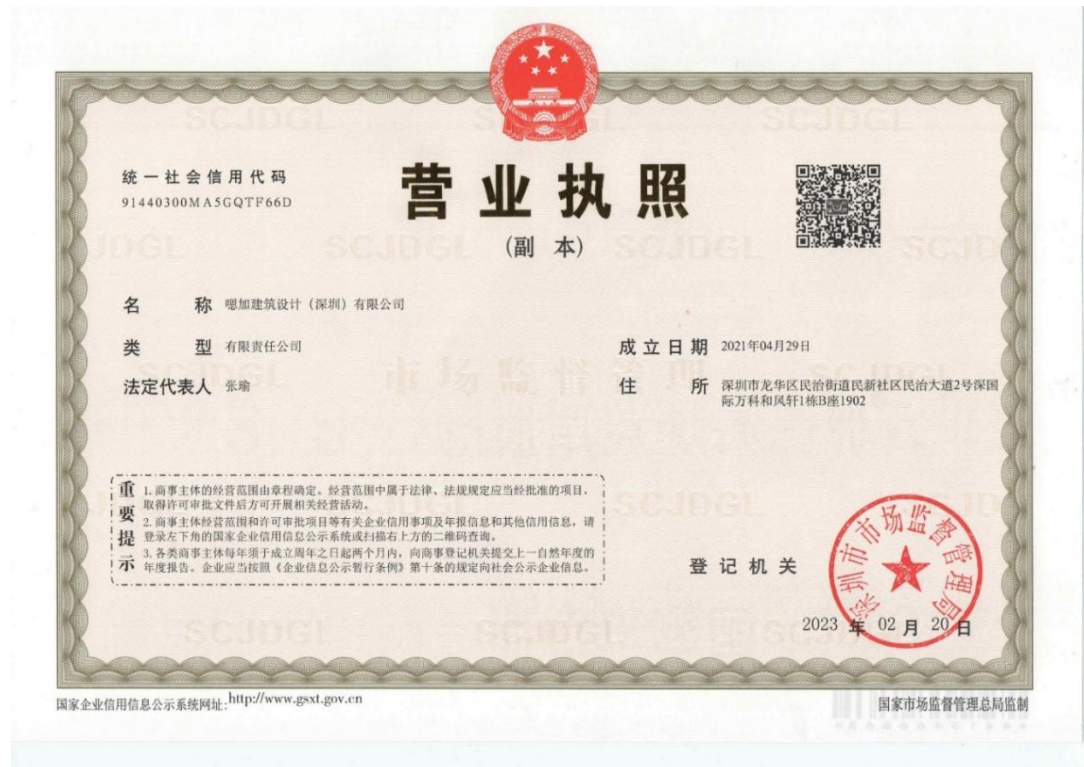 统一社会信用代码
91440300MA5GQTF66D
营业执照
(副 本)
名 称 嗯加建筑设计（深圳）有限公司
类 型 有限责任公司
法定代表人 张瑜
成立日期 2021年04月29日
住 所 深圳市龙华区民治街道民新社区民治大道2号深国
际万科和风轩1栋B座1902
重要提示
1. 商事主体的经营范围由章程确定。经营范围中属于法律、法规规定应当经批准的项目，
取得许可审批文件后方可开展相关经营活动。
2. 商事主体经营范围和许可审批项目等有关企业信用事项及年报信息和其他信用信息，请
登录左下角的国家企业信用信息公示系统或扫描右上方的二维码查询。
3. 各类商事主体每年须于成立周年之日起两个月内，向商事登记机关提交上一自然年度的
年度报告。企业应当按照《企业信息公示暂行条例》第十条的规定向社会公示企业信息。
登记机关
深圳市市场监督管理局
2023 年 02 月 20 日
国家企业信用信息公示系统网址: http://www.gsxt.gov.cn
国家市场监督管理总局监制
SCJDGL
市场监督管理